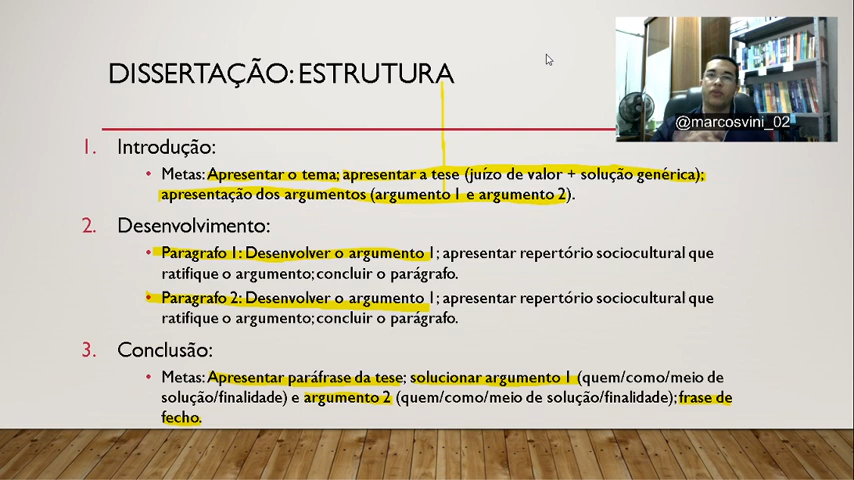 DISSERTAÇÃO: ESTRUTURA
@marcosvini_02
1. Introdução:
• Metas: Apresentar o tema; apresentar a tese (juízo de valor + solução genérica);
apresentação dos argumentos (argumento 1 e argumento 2).
2. Desenvolvimento:
• Paragrafo 1: Desenvolver o argumento 1; apresentar repertório sociocultural que
ratifique o argumento; concluir o parágrafo.
• Paragrafo 2: Desenvolver o argumento 1; apresentar repertório sociocultural que
ratifique o argumento; concluir o parágrafo.
3. Conclusão:
• Metas: Apresentar paráfrase da tese; solucionar argumento 1 (quem/como/meio de
solução/finalidade) e argumento 2 (quem/como/meio de solução/finalidade); frase de
fecho.